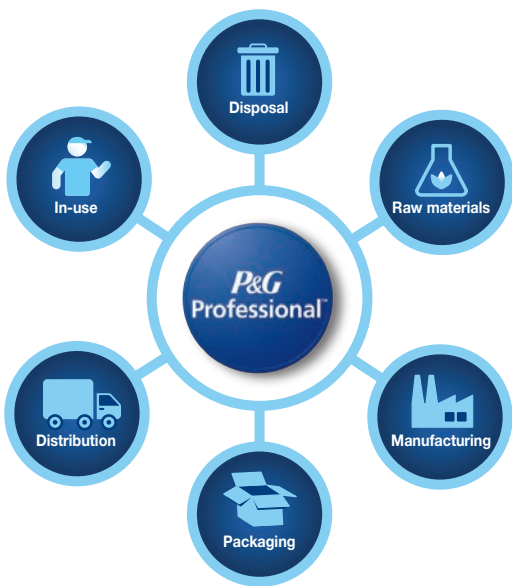 Disposal
In-use
Raw materials
P&G
Professional™
Distribution
Manufacturing
Packaging